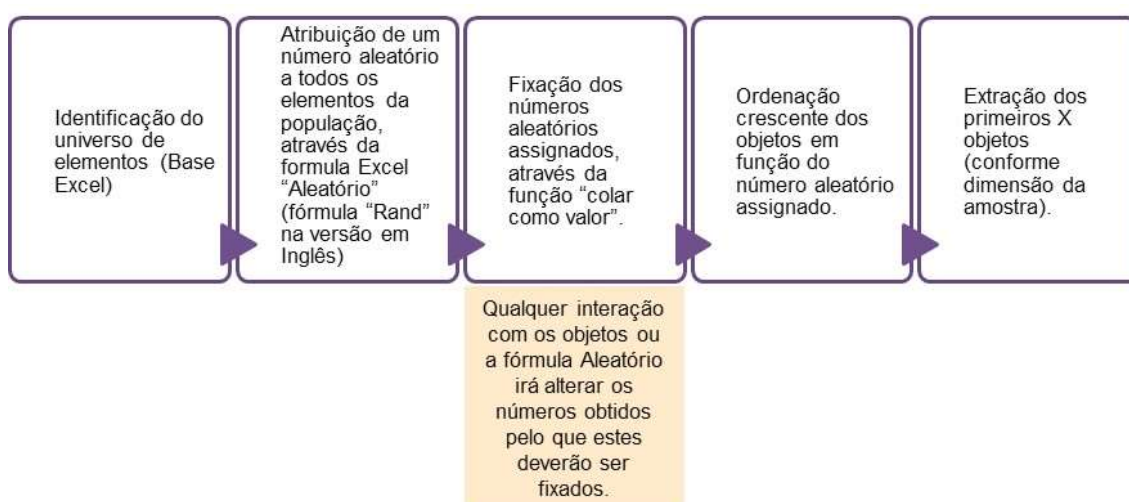 Identificação do
universo de
elementos (Base
Excel)
Atribuição de um
número aleatório
a todos os
elementos da
população,
através da
formula Excel
“Aleatório”
(fórmula “Rand”
na versão em
Inglês)
Fixação dos
números
aleatórios
assignados,
através da
função “colar
como valor”.
Ordenação
crescente dos
objetos em
função do
número aleatório
assignado.
Extração dos
primeiros X
objetos
(conforme
dimensão da
amostra).
Qualquer interação
com os objetos ou
a fórmula Aleatório
irá alterar os
números obtidos
pelo que estes
deverão ser
fixados.